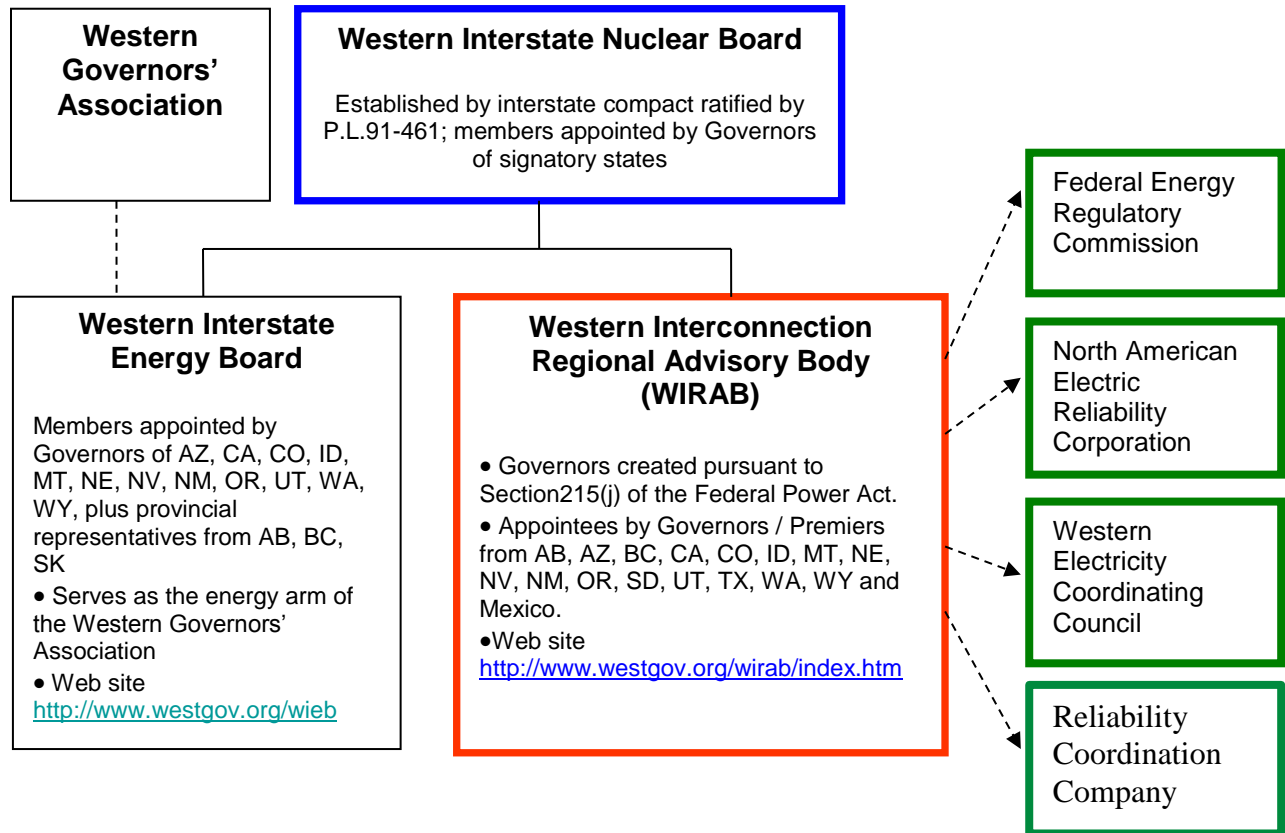 Western
Governors’
Association
Western Interstate Nuclear Board
Established by interstate compact ratified by
P.L.91-461; members appointed by Governors
of signatory states
Western Interstate
Energy Board
Members appointed by
Governors of AZ, CA, CO, ID,
MT, NE, NV, NM, OR, UT, WA,
WY, plus provincial
representatives from AB, BC,
SK
• Serves as the energy arm of
the Western Governors’
Association
• Web site
http://www.westgov.org/wieb
Western Interconnection
Regional Advisory Body
(WIRAB)
• Governors created pursuant to
Section215(j) of the Federal Power Act.
• Appointees by Governors / Premiers
from AB, AZ, BC, CA, CO, ID, MT, NE,
NV, NM, OR, SD, UT, TX, WA, WY and
Mexico.
•Web site
http://www.westgov.org/wirab/index.htm
Federal Energy
Regulatory
Commission
North American
Electric
Reliability
Corporation
Western
Electricity
Coordinating
Council
Reliability
Coordination
Company